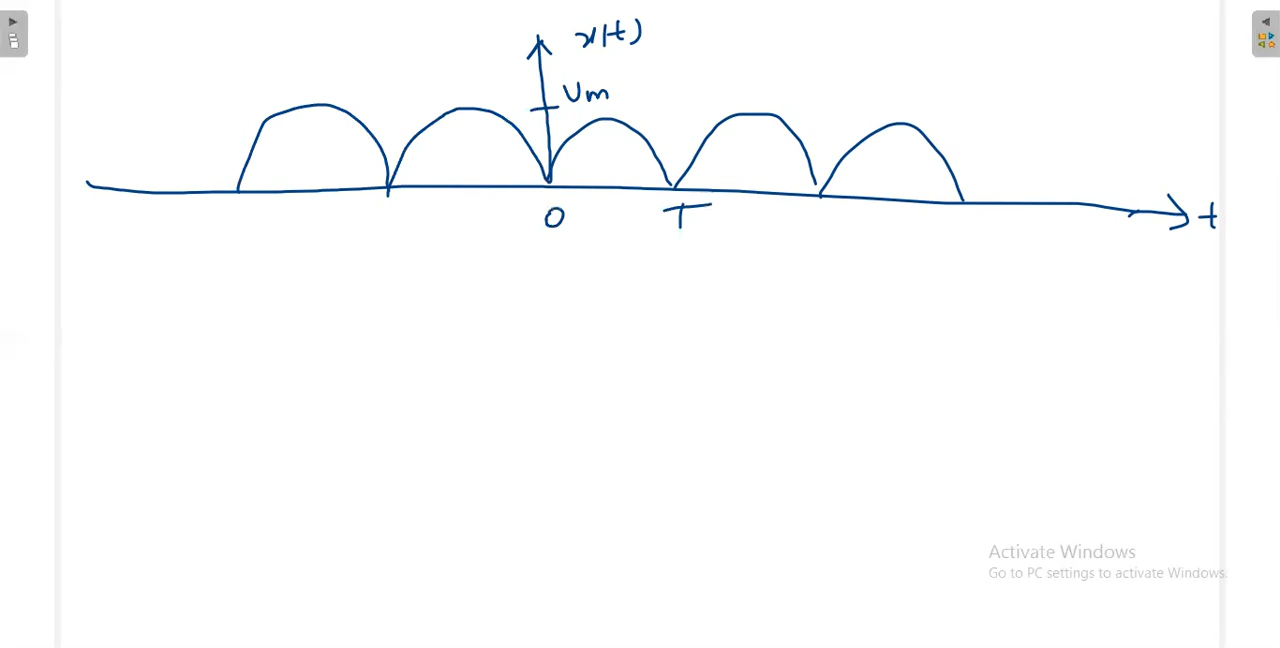 x(t)
Vm
0 T
t
Activate Windows
Go to PC settings to activate Windows.